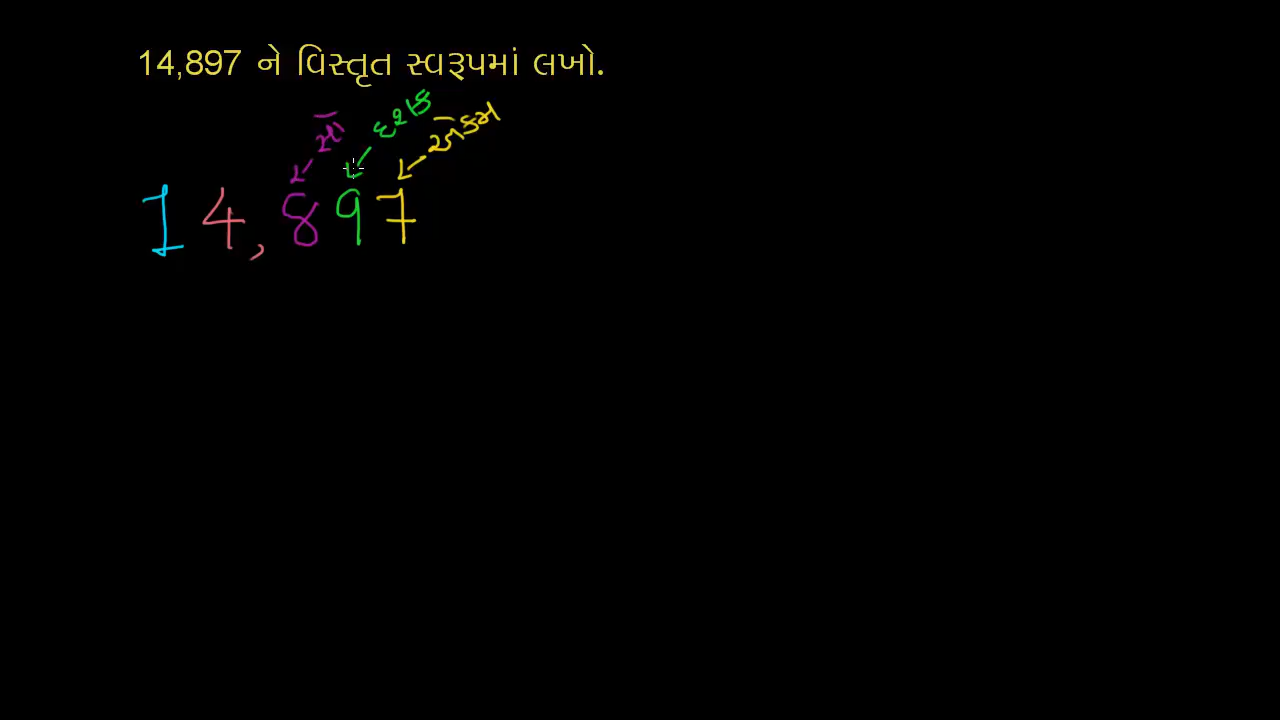 14,897 ને વિસ્તૃત સ્વરૂપમાં લખો.
સો દશક એકમ
14,897